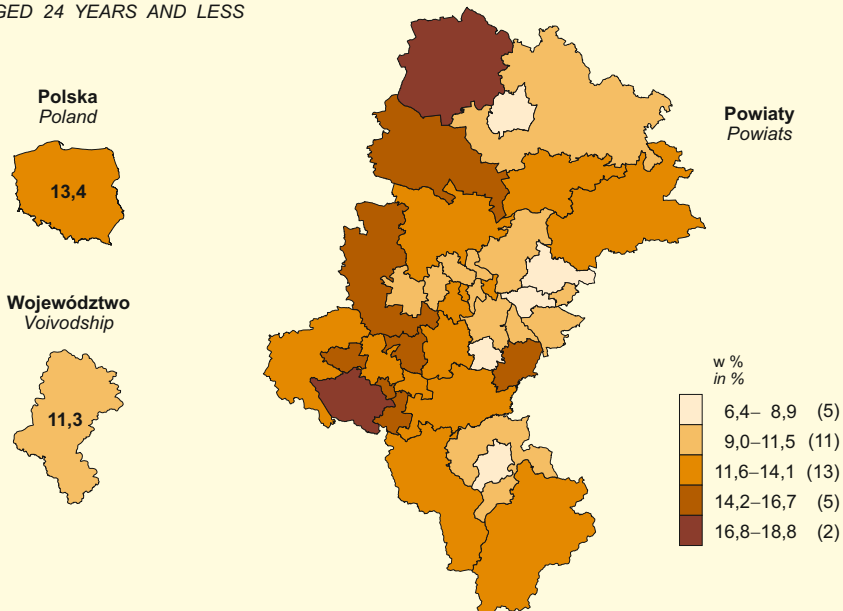 AGED 24 YEARS AND LESS
Polska
Poland
13,4
Województwo
Voivodship
11,3
Powiaty
Powiats
w %
in %
6,4– 8,9 (5)
9,0–11,5 (11)
11,6–14,1 (13)
14,2–16,7 (5)
16,8–18,8 (2)